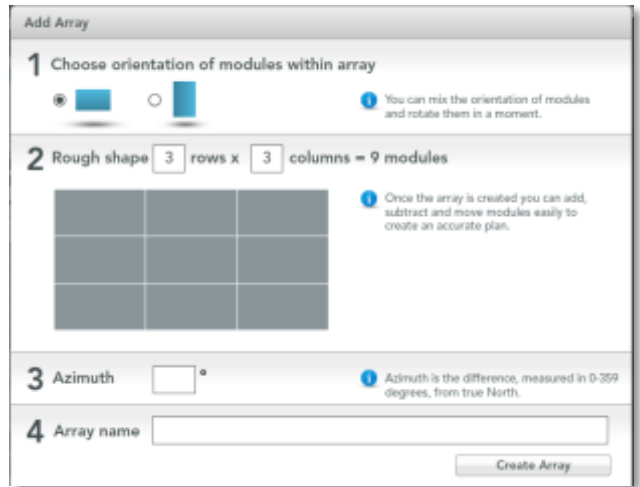 Add Array
1 Choose orientation of modules within array
You can mix the orientation of modules
and rotate them in a moment.
2 Rough shape 3 rows x 3 columns = 9 modules
Once the array is created you can add,
subtract and move modules easily to
create an accurate plan.
3 Azimuth °
Azimuth is the difference, measured in 0-359
degrees, from true North.
4 Array name
Create Array